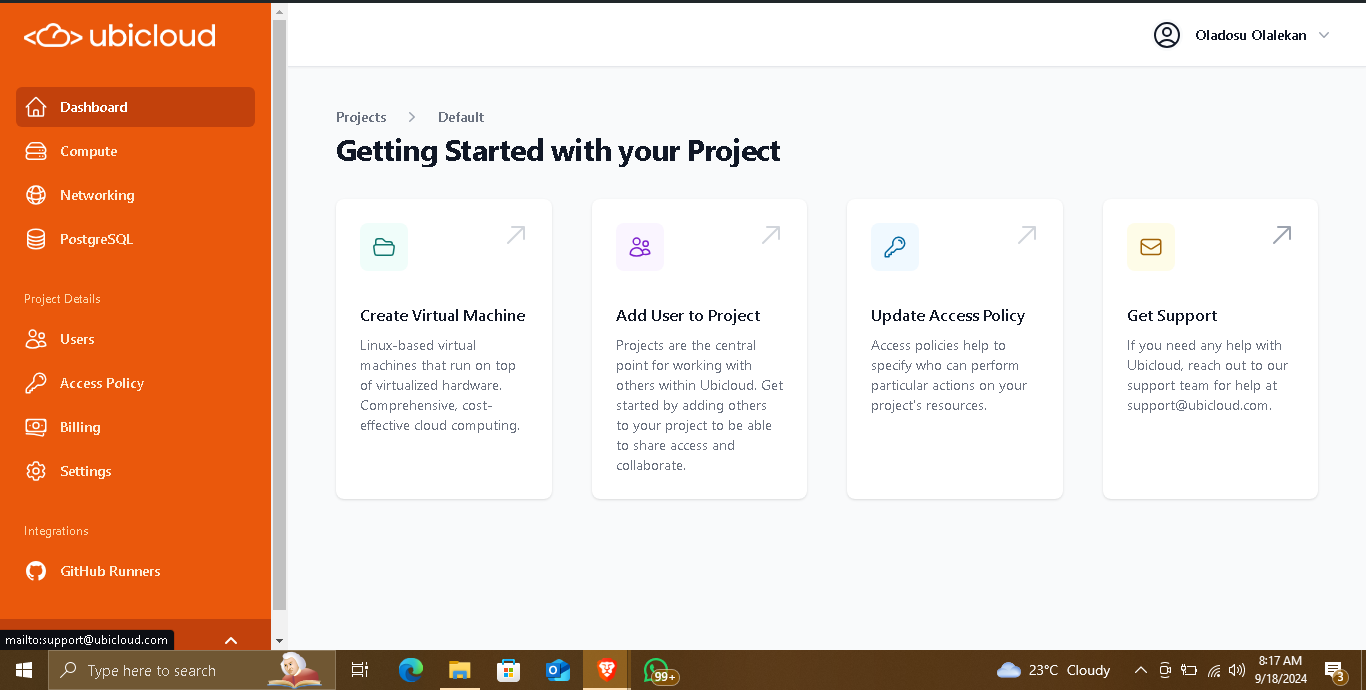 ubicloud
Oladosu Olalekan
Dashboard
Compute
Networking
PostgreSQL
Project Details
Users
Access Policy
Billing
Settings
Integrations
GitHub Runners
mailto:support@ubicloud.com
Projects
Default
Getting Started with your Project
Create Virtual Machine
Linux-based virtual
machines that run on top
of virtualized hardware.
Comprehensive, cost-
effective cloud computing.
Add User to Project
Projects are the central
point for working with
others within Ubicloud. Get
started by adding others
to your project to be able
to share access and
collaborate.
Update Access Policy
Access policies help to
specify who can perform
particular actions on your
project's resources.
Get Support
If you need any help with
Ubicloud, reach out to our
support team for help at
support@ubicloud.com.
Type here to search
99+
23°C Cloudy
8:17 AM
9/18/2024
3